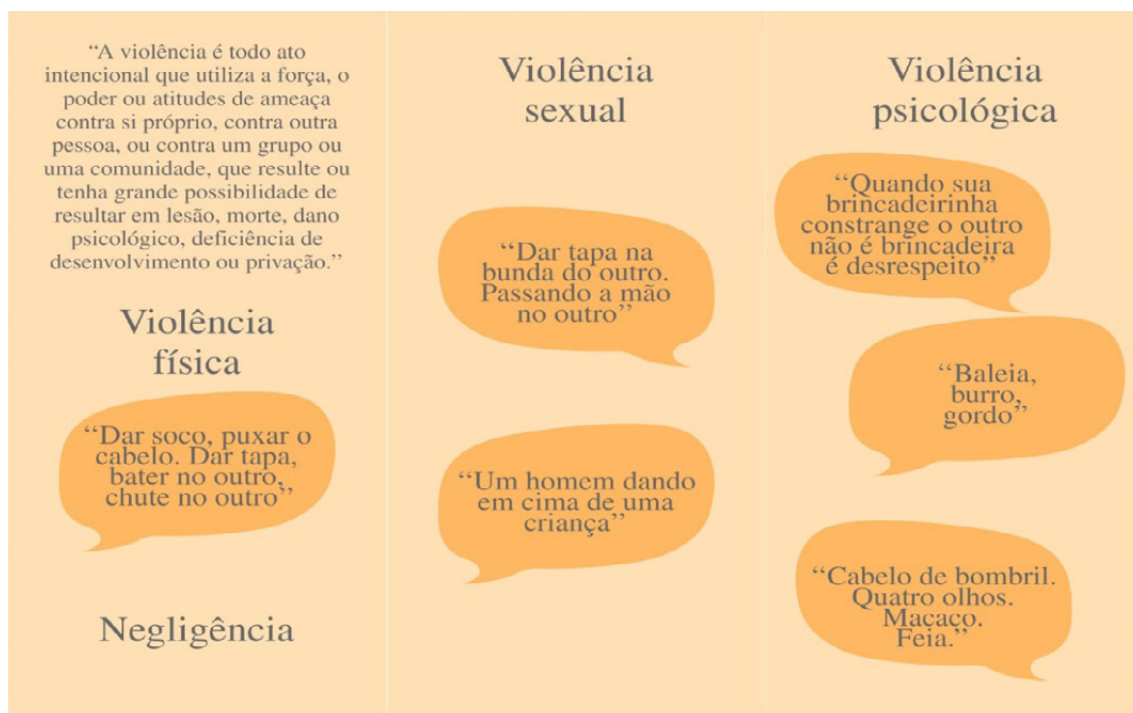 “A violência é todo ato
intencional que utiliza a força, o
poder ou atitudes de ameaça
contra si próprio, contra outra
pessoa, ou contra um grupo ou
uma comunidade, que resulte ou
tenha grande possibilidade de
resultar em lesão, morte, dano
psicológico, deficiência de
desenvolvimento ou privação.”
Violência
física
“Dar soco, puxar o
cabelo. Dar tapa,
bater no outro,
chute no outro”
Negligência
Violência
sexual
“Dar tapa na
bunda do outro.
Passando a mão
no outro”
“Um homem dando
em cima de uma
criança”
Violência
psicológica
“Quando sua
brincadeirinha
constrange o outro
não é brincadeira
é desrespeito”
“Baleia,
burro,
gordo”
“Cabelo de bombril.
Quatro olhos.
Macaco.
Feia.”